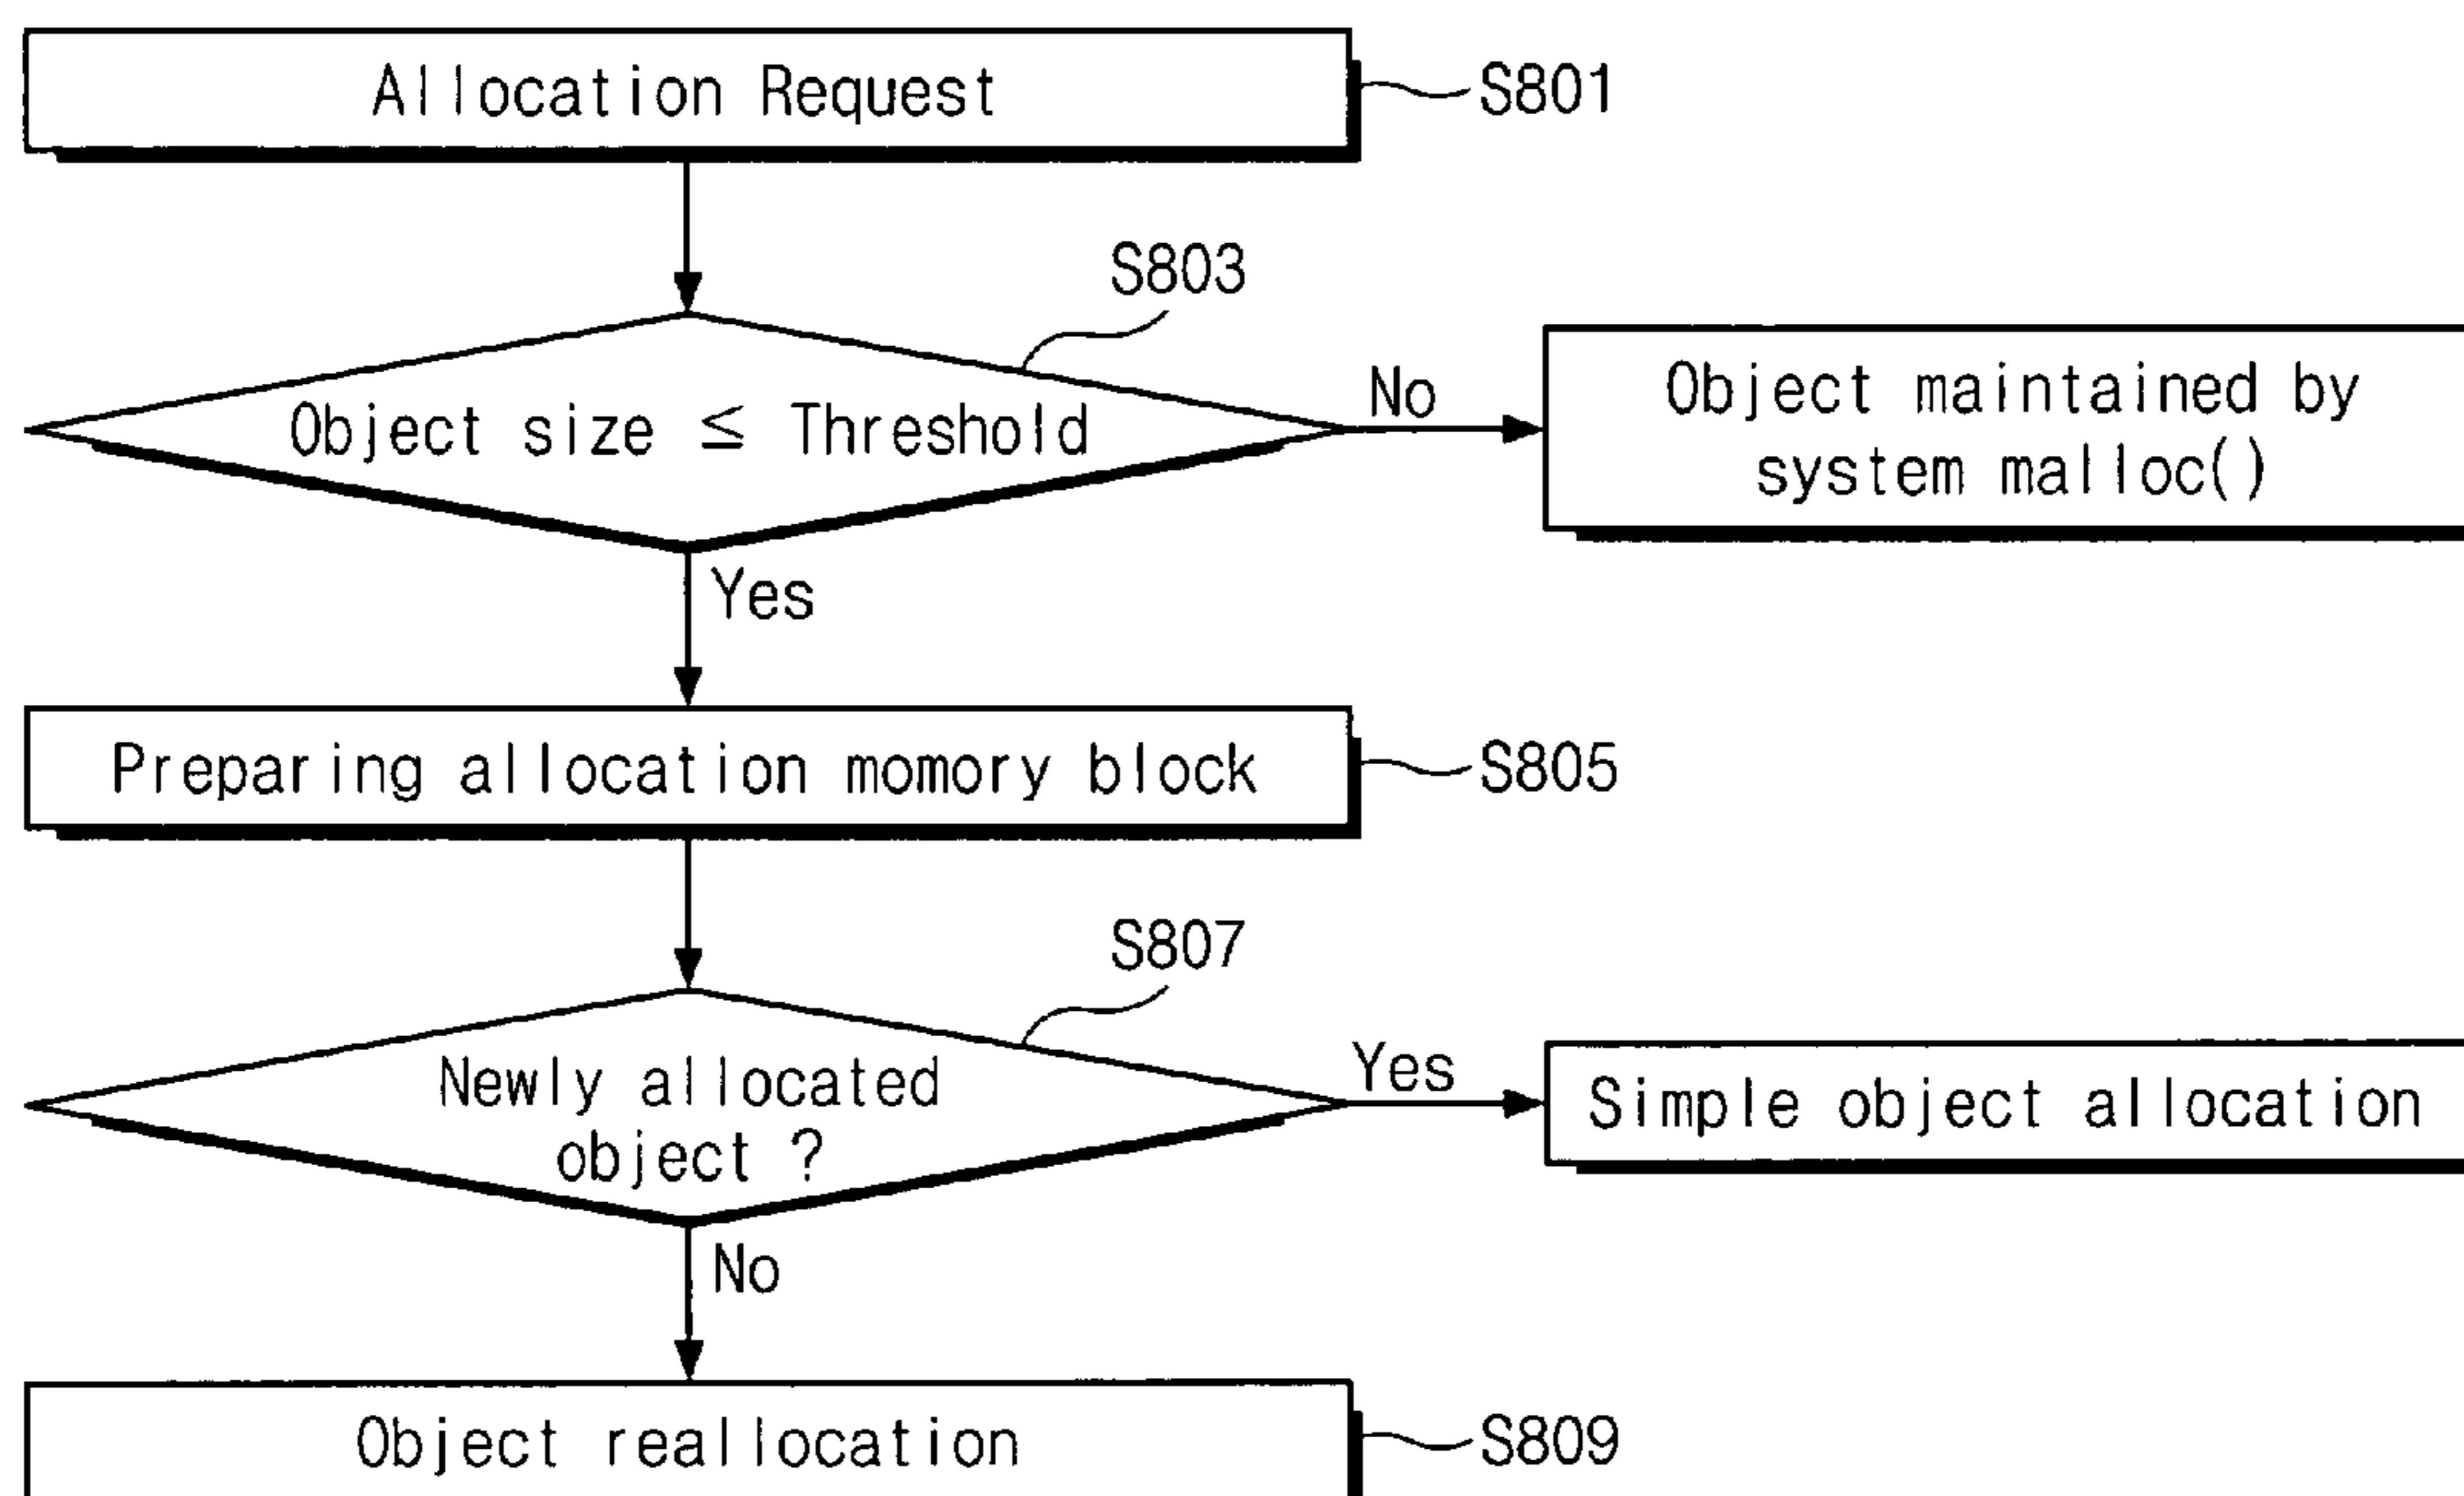 Allocation Request
S801
S803
Object size ≤ Threshold
No
Object maintained by
system malloc()
Yes
Preparing allocation momory block
S805
S807
Newly allocated
object ?
Yes
Simple object allocation
No
Object reallocation
S809